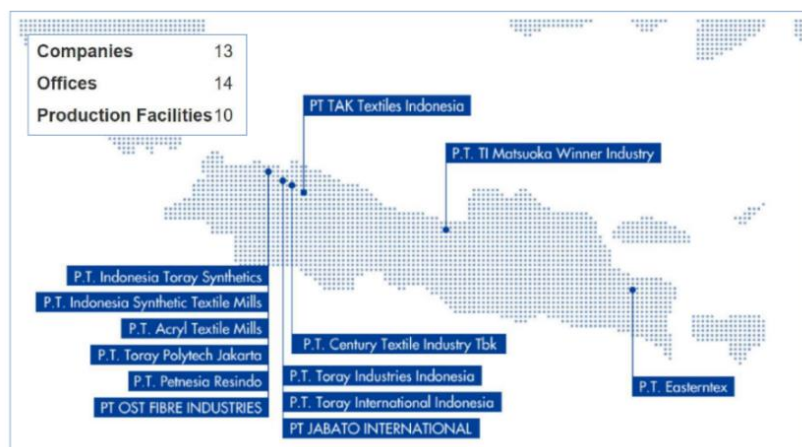 Companies 13
Offices 14
Production Facilities 10
PT TAK Textiles Indonesia
P.T. TI Matsuoka Winner Industry
P.T. Indonesia Toray Synthetics
P.T. Indonesia Synthetic Textile Mills
P.T. Acryl Textile Mills
P.T. Toray Polytech Jakarta
P.T. Petnesia Resindo
PT OST FIBRE INDUSTRIES
P.T. Century Textile Industry Tbk
P.T. Toray Industries Indonesia
P.T. Toray International Indonesia
PT JABATO INTERNATIONAL
P.T. Easterntex